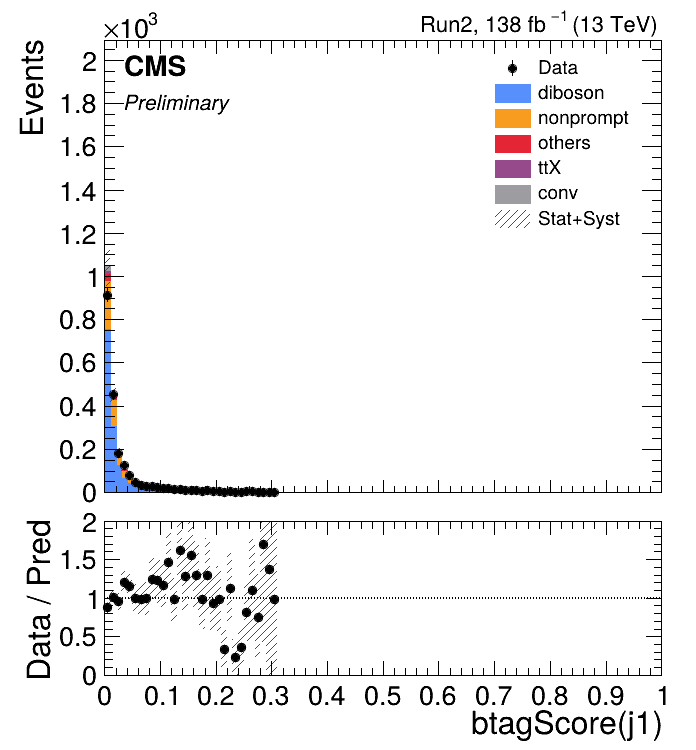 ×10³
Run2, 138 fb⁻¹ (13 TeV)
Events
2
1.8
1.6
1.4
1.2
1
0.8
0.6
0.4
0.2
0
CMS
Preliminary
Data
diboson
nonprompt
others
ttX
conv
Stat+Syst
Data / Pred
2
1.5
1
0.5
0
0 0.1 0.2 0.3 0.4 0.5 0.6 0.7 0.8 0.9 1
btagScore(j1)